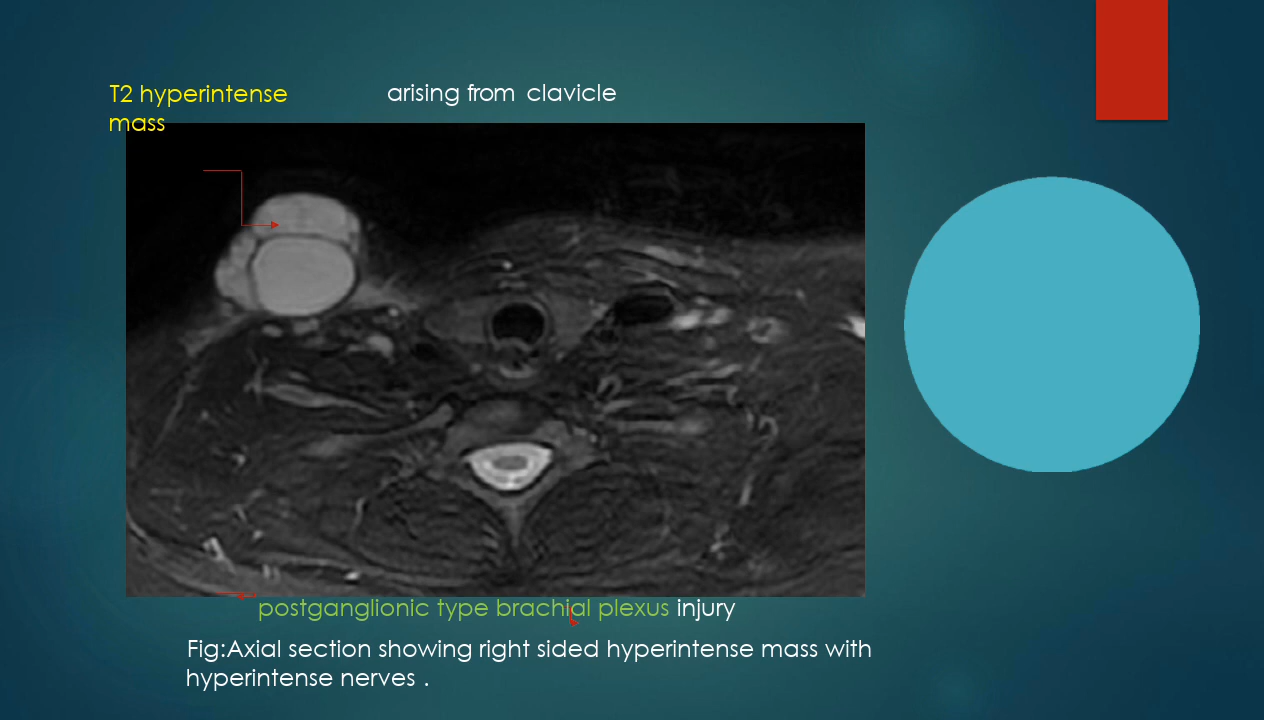 T2 hyperintense
mass
arising from clavicle
postganglionic type brachial plexus injury
Fig:Axial section showing right sided hyperintense mass with
hyperintense nerves .